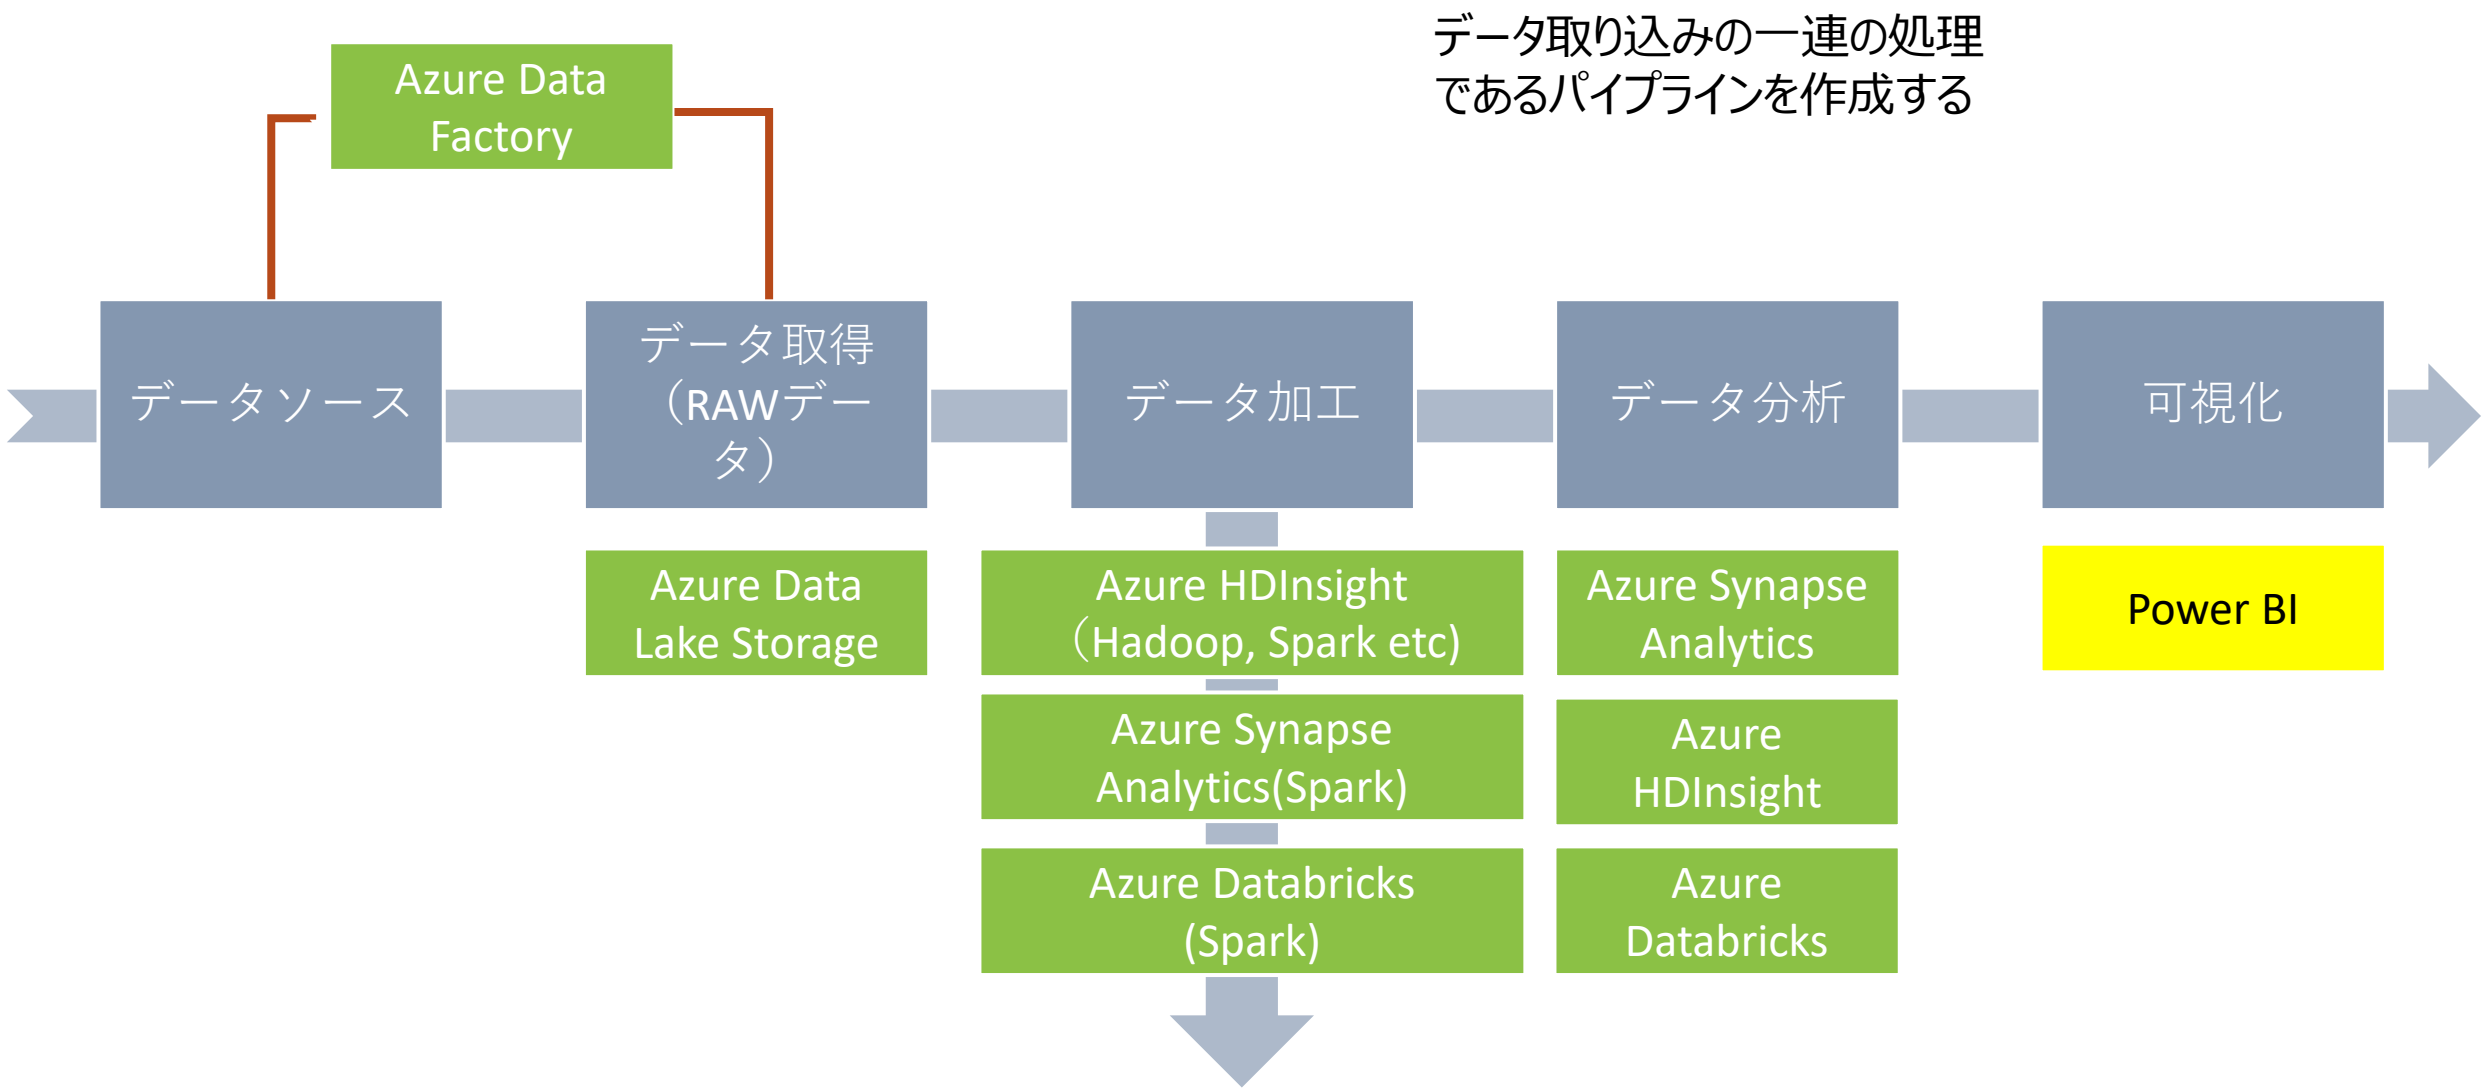 データ取り込みの一連の処理
であるパイプラインを作成する
Azure Data
Factory
データソース
データ取得
（RAWデー
タ）
データ加工
データ分析
可視化
Azure Data
Lake Storage
Azure HDInsight
（Hadoop, Spark etc)
Azure Synapse
Analytics(Spark)
Azure Databricks
(Spark)
Azure Synapse
Analytics
Azure
HDInsight
Azure
Databricks
Power BI